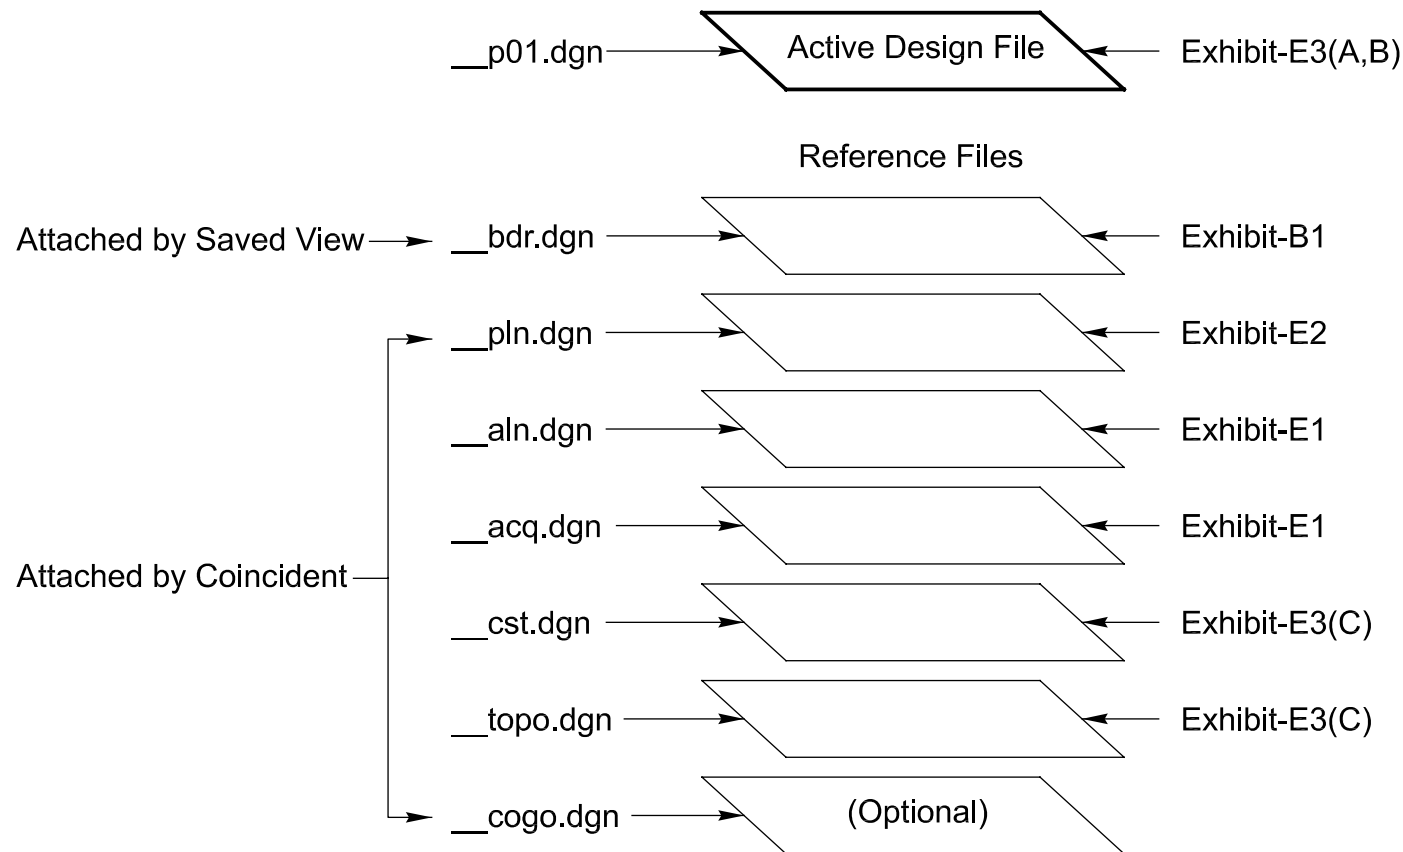 __p01.dgn Active Design File Exhibit-E3(A,B)
Reference Files
Attached by Saved View __bdr.dgn Exhibit-B1
__pln.dgn Exhibit-E2
__aln.dgn Exhibit-E1
__acq.dgn Exhibit-E1
Attached by Coincident
__cst.dgn Exhibit-E3(C)
__topo.dgn Exhibit-E3(C)
__cogo.dgn (Optional)